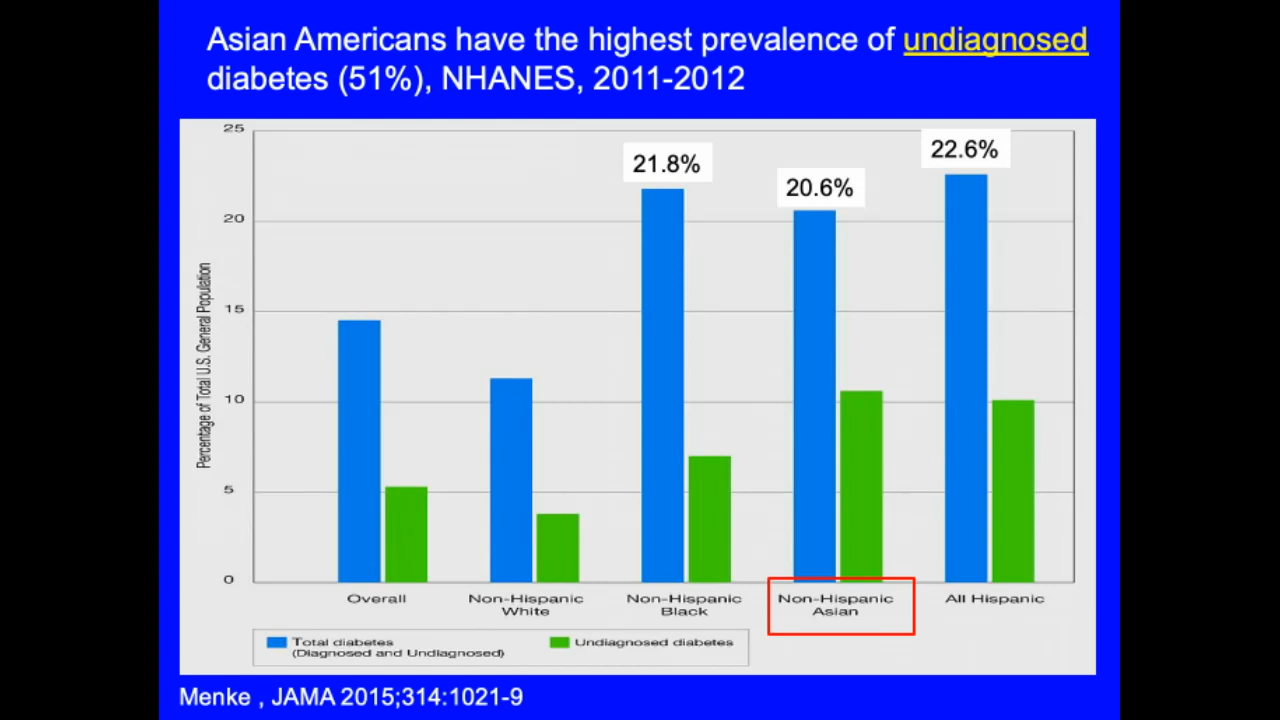 Asian Americans have the highest prevalence of undiagnosed
diabetes (51%), NHANES, 2011-2012
25
20
15
10
5
0
Percentage of Total U.S. General Population
21.8%
20.6%
22.6%
Overall
Non-Hispanic
White
Non-Hispanic
Black
Non-Hispanic
Asian
All Hispanic
Total diabetes
(Diagnosed and Undiagnosed)
Undiagnosed diabetes
Menke , JAMA 2015;314:1021-9